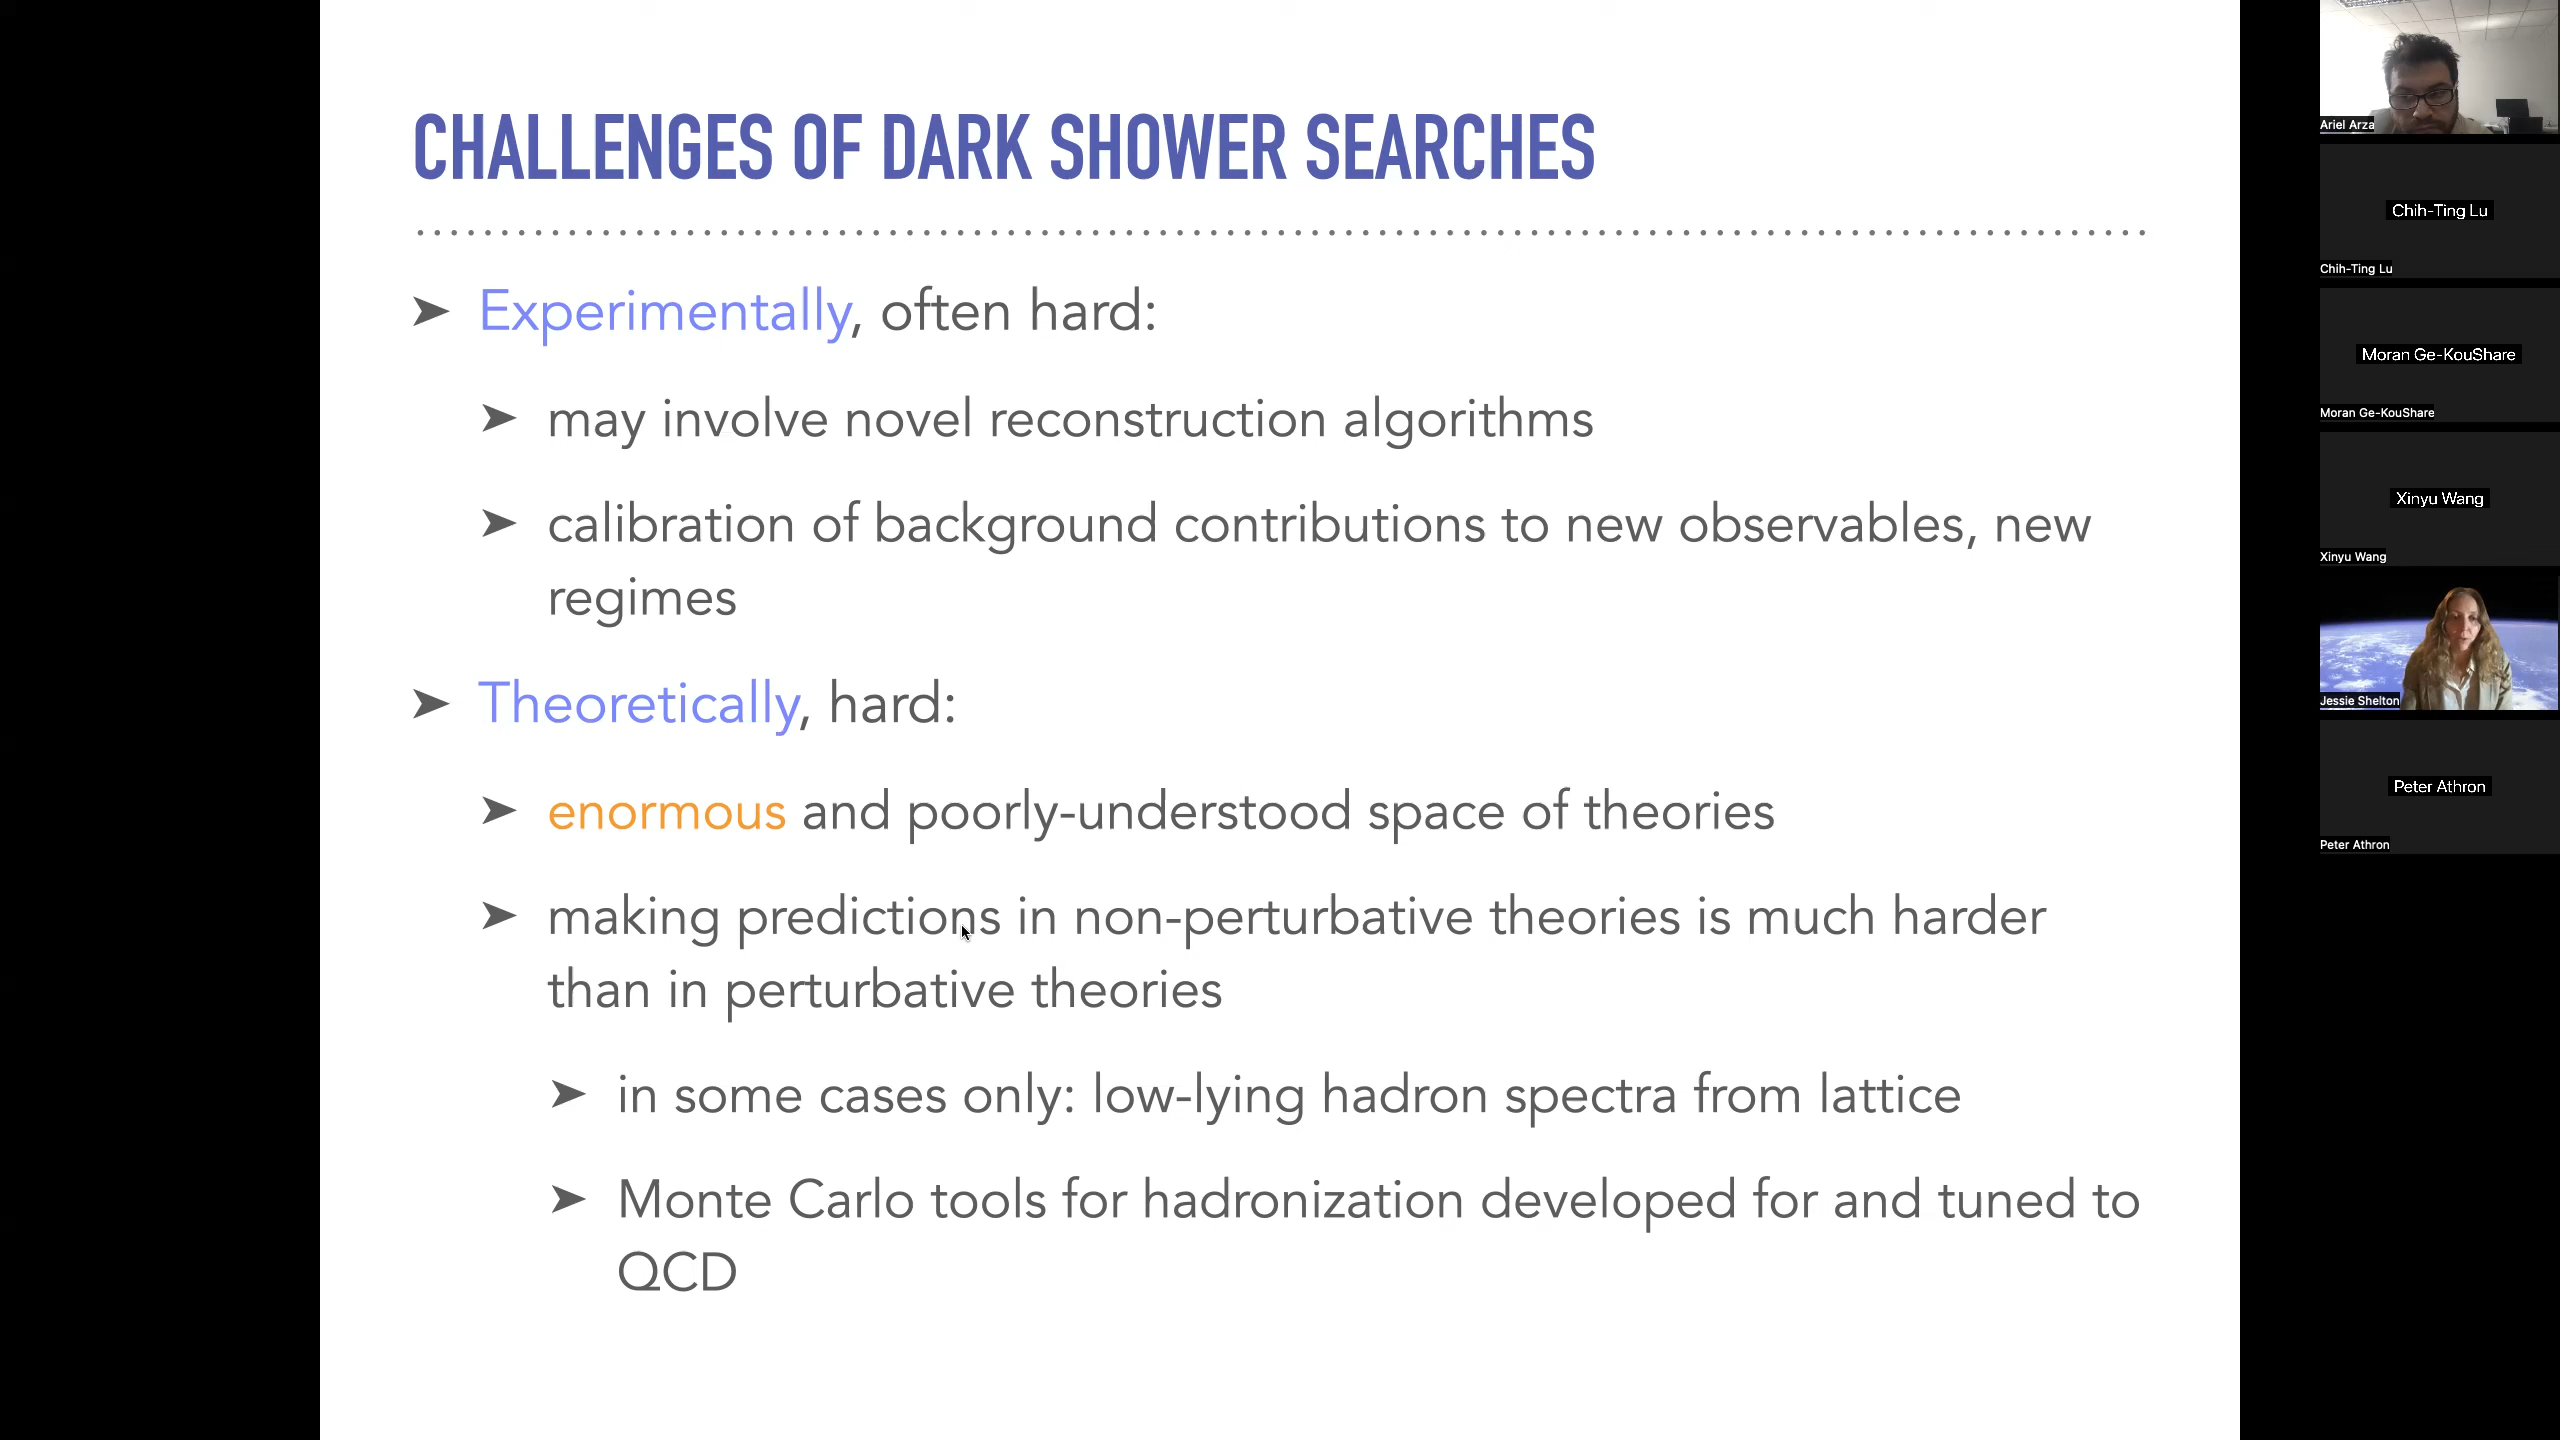 CHALLENGES OF DARK SHOWER SEARCHES
➤ Experimentally, often hard:
➤ may involve novel reconstruction algorithms
➤ calibration of background contributions to new observables, new
regimes
➤ Theoretically, hard:
➤ enormous and poorly-understood space of theories
➤ making predictions in non-perturbative theories is much harder
than in perturbative theories
➤ in some cases only: low-lying hadron spectra from lattice
➤ Monte Carlo tools for hadronization developed for and tuned to
QCD
Ariel Arza
Chih-Ting Lu
Chih-Ting Lu
Moran Ge-KouShare
Moran Ge-KouShare
Xinyu Wang
Xinyu Wang
Jessie Shelton
Peter Athron
Peter Athron